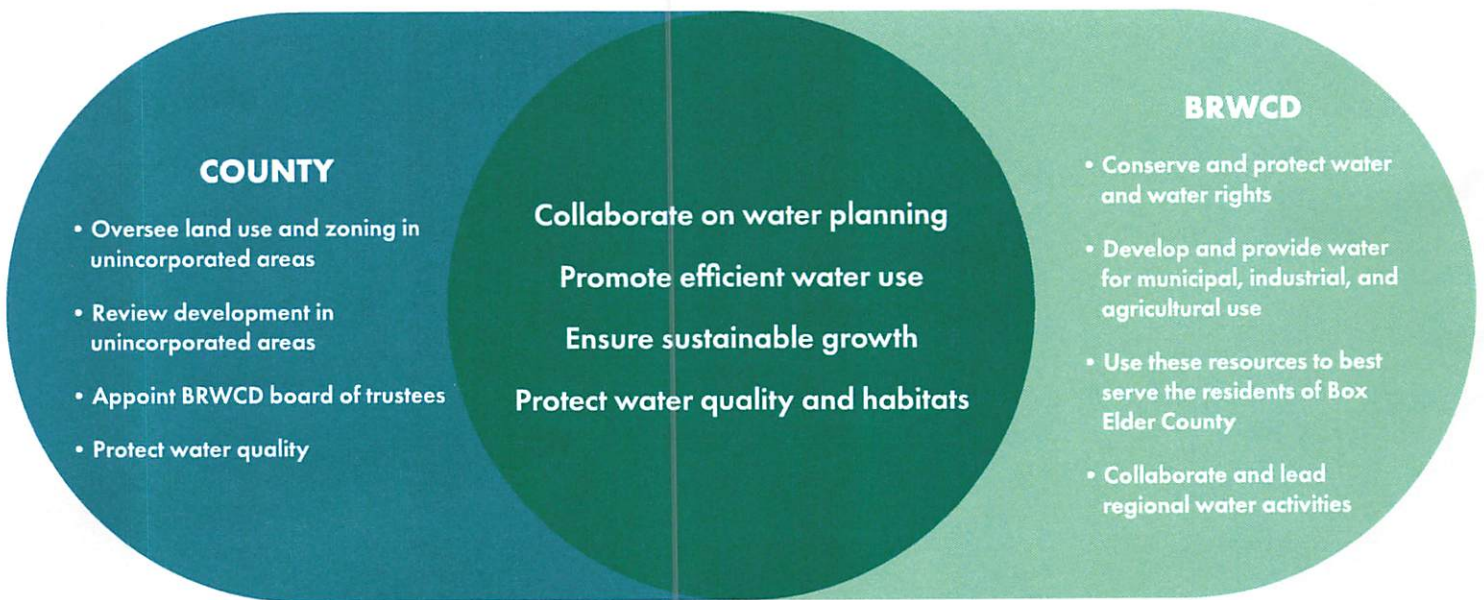 COUNTY
• Oversee land use and zoning in
unincorporated areas
• Review development in
unincorporated areas
• Appoint BRWCD board of trustees
• Protect water quality
Collaborate on water planning
Promote efficient water use
Ensure sustainable growth
Protect water quality and habitats
BRWCD
• Conserve and protect water
and water rights
• Develop and provide water
for municipal, industrial, and
agricultural use
• Use these resources to best
serve the residents of Box
Elder County
• Collaborate and lead
regional water activities